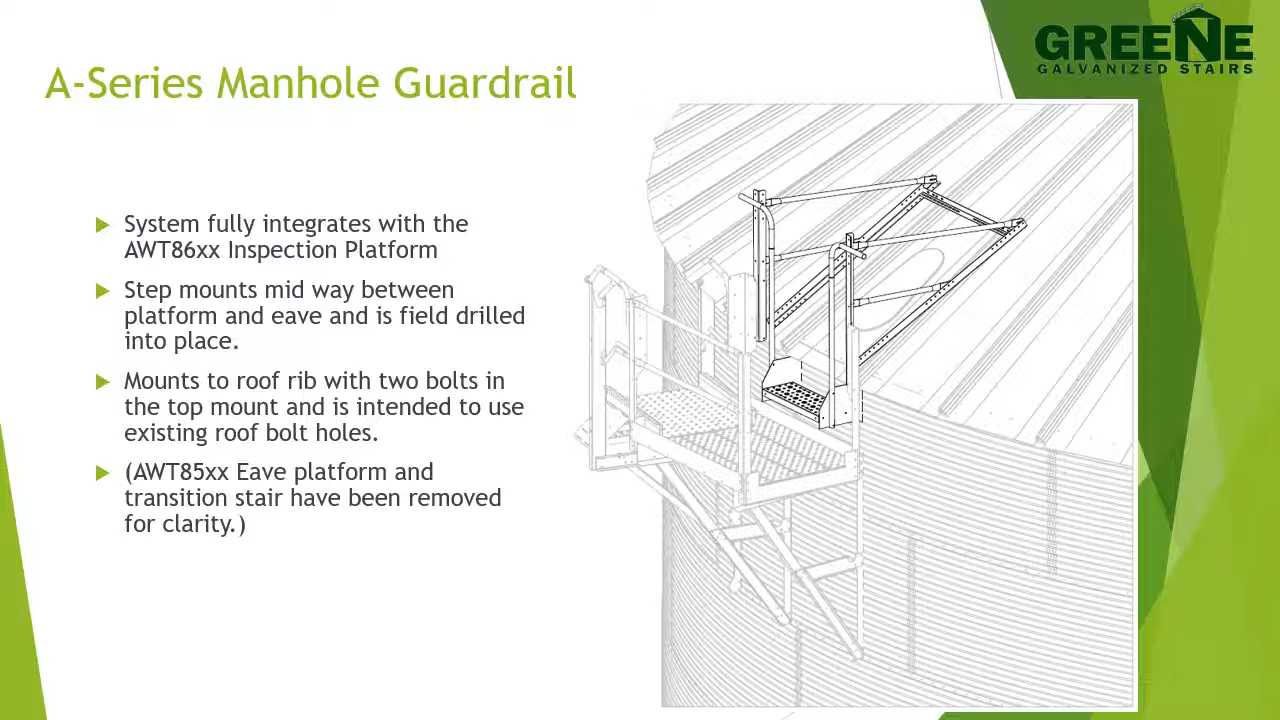 GREENE
GALVANIZED STAIRS
A-Series Manhole Guardrail
System fully integrates with the
AWT86xx Inspection Platform
Step mounts mid way between
platform and eave and is field drilled
into place.
Mounts to roof rib with two bolts in
the top mount and is intended to use
existing roof bolt holes.
(AWT85xx Eave platform and
transition stair have been removed
for clarity.)